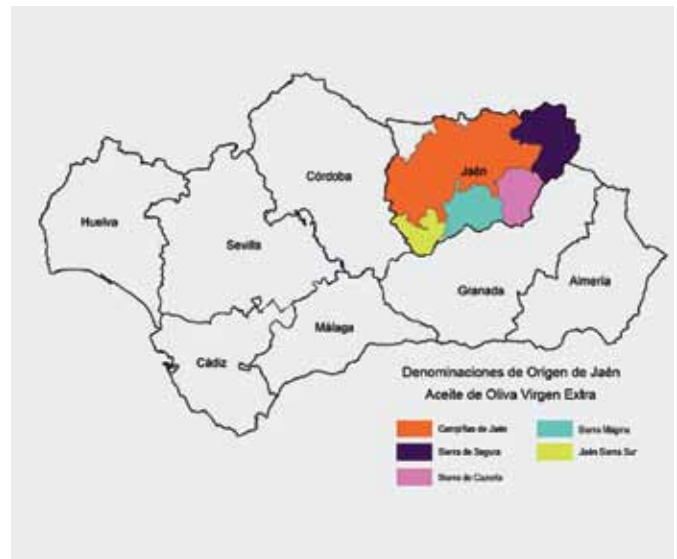 Córdoba
Jaén
Huelva
Sevilla
Granada
Almería
Málaga
Cádiz
Denominaciones de Origen de Jaén
Aceite de Oliva Virgen Extra
Campiñas de Jaén
Sierra Mágina
Sierra de Segura
Jaén Sierra Sur
Sierra de Cazorla